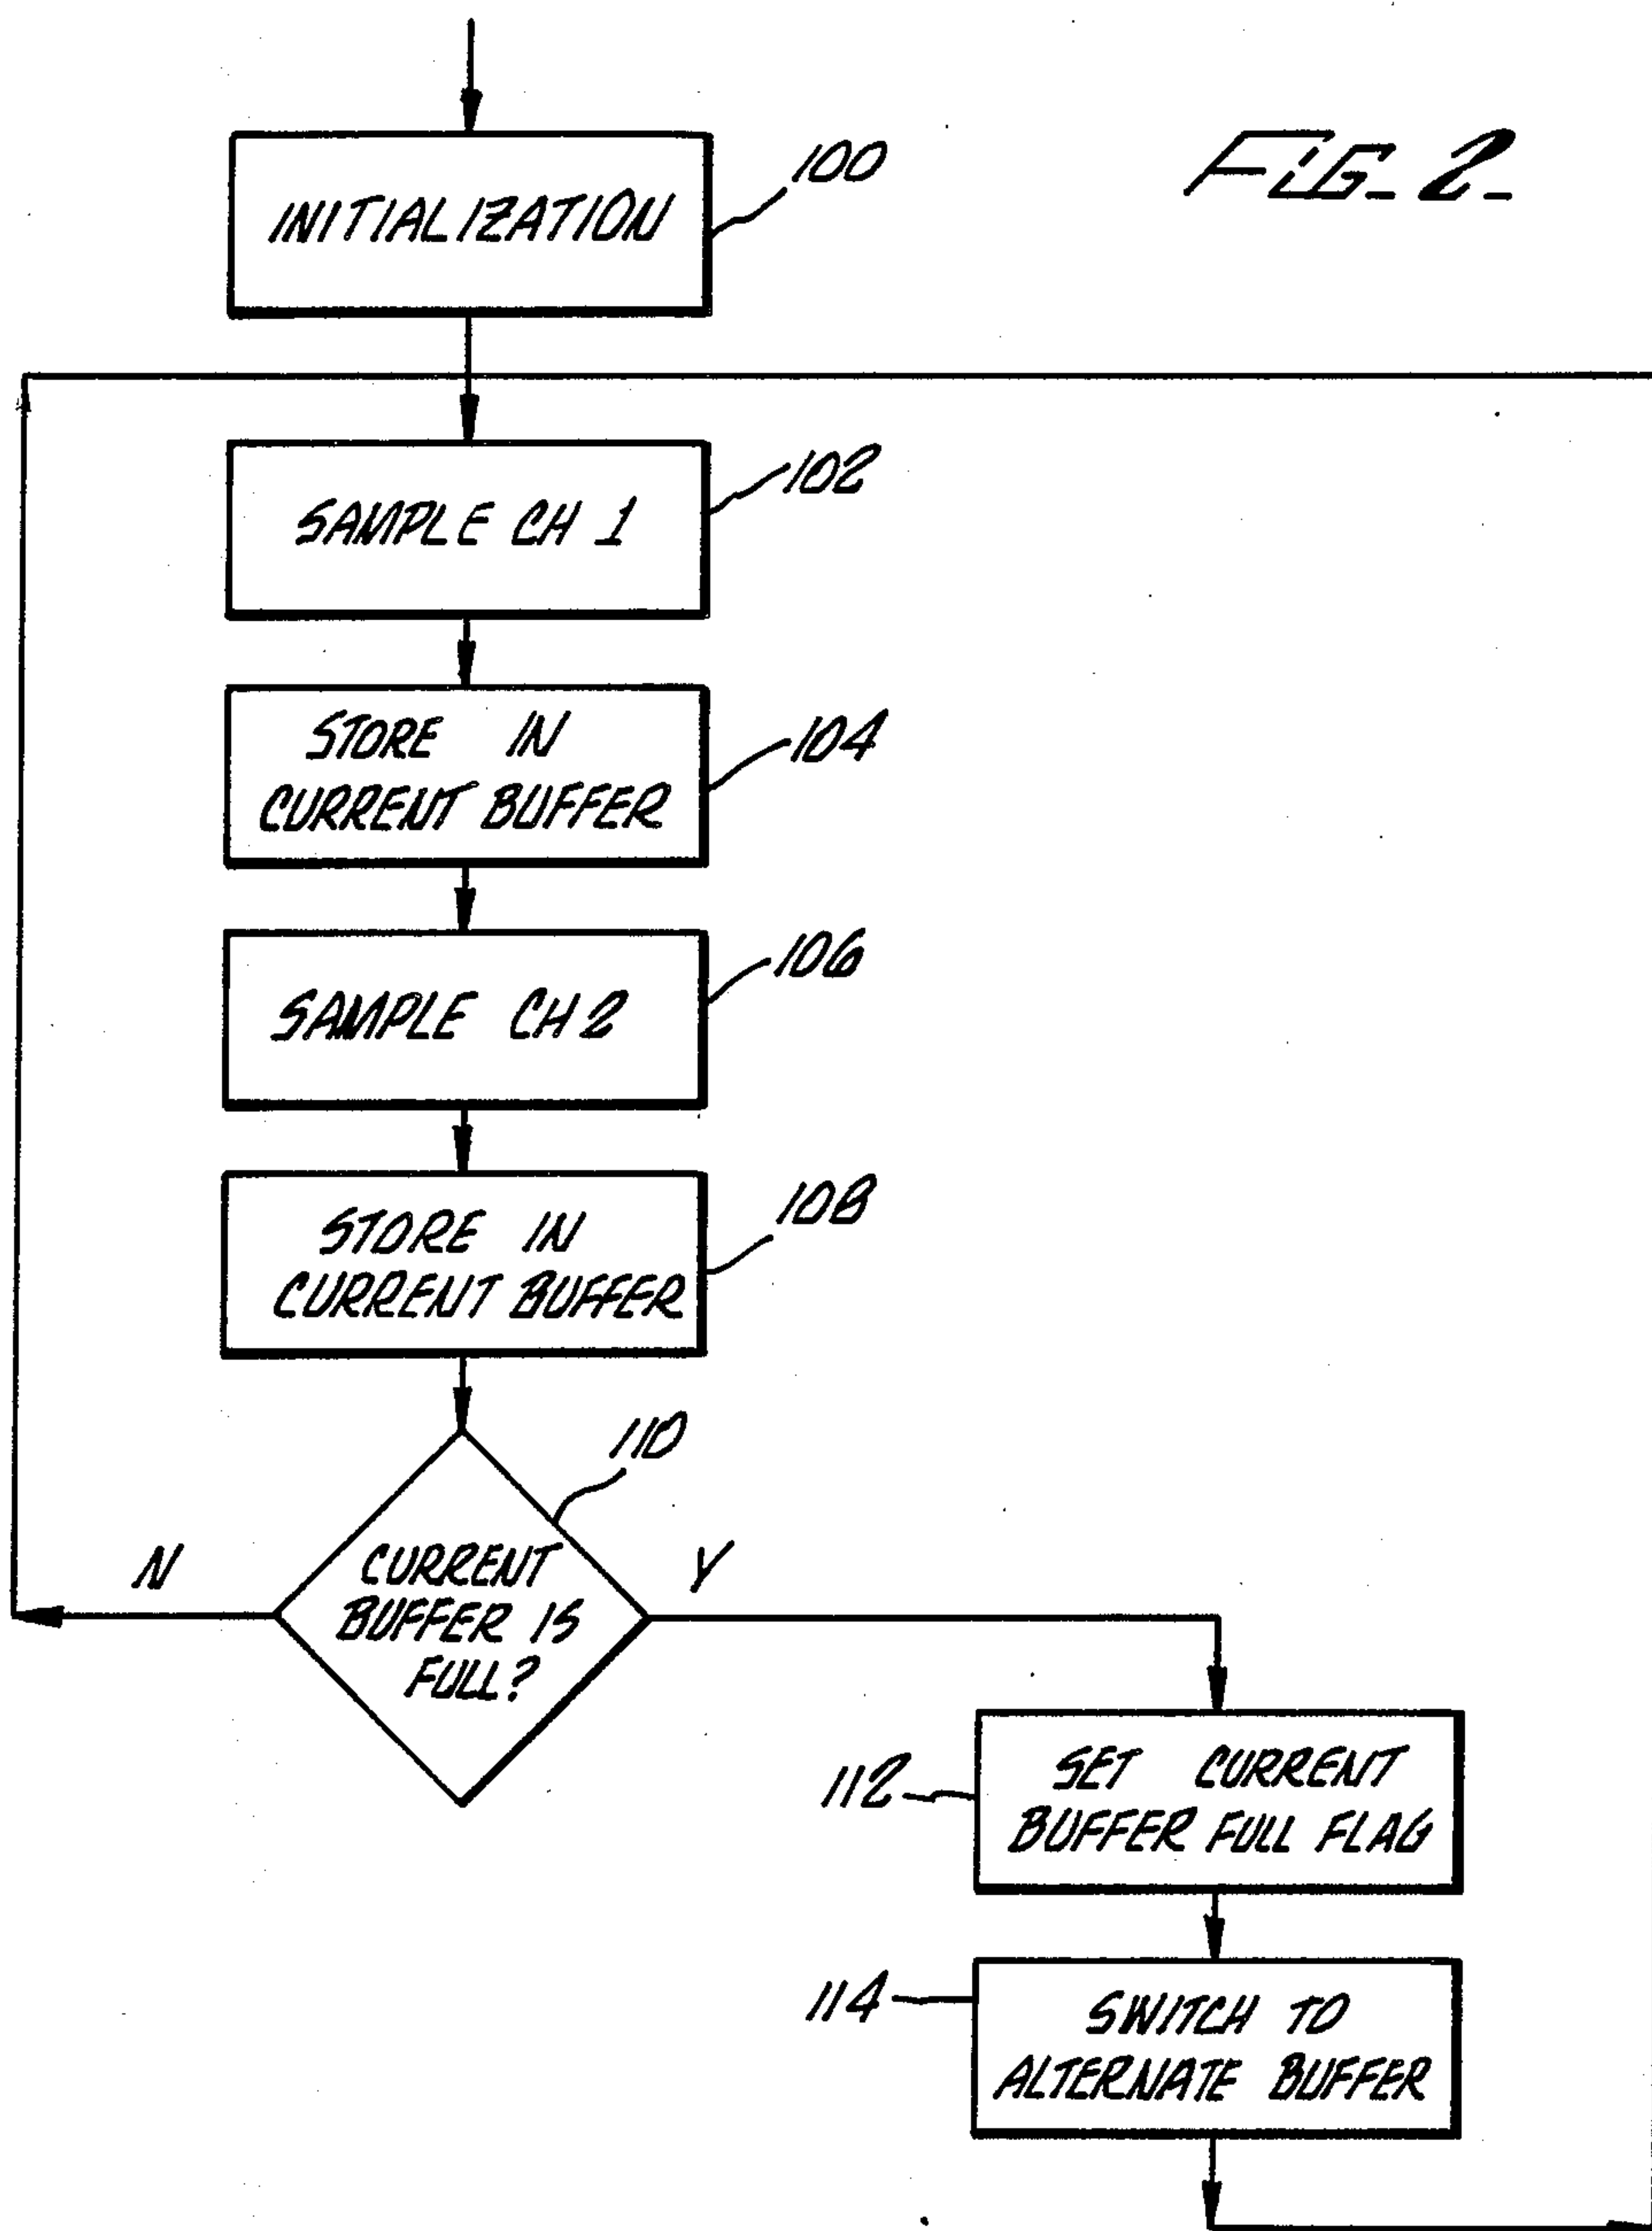 FIG. 2
INITIALIZATION
100
SAMPLE CH 1
102
STORE IN
CURRENT BUFFER
104
SAMPLE CH 2
106
STORE IN
CURRENT BUFFER
108
110
CURRENT
BUFFER IS
FULL?
N
Y
SET CURRENT
BUFFER FULL FLAG
112
SWITCH TO
ALTERNATE BUFFER
114